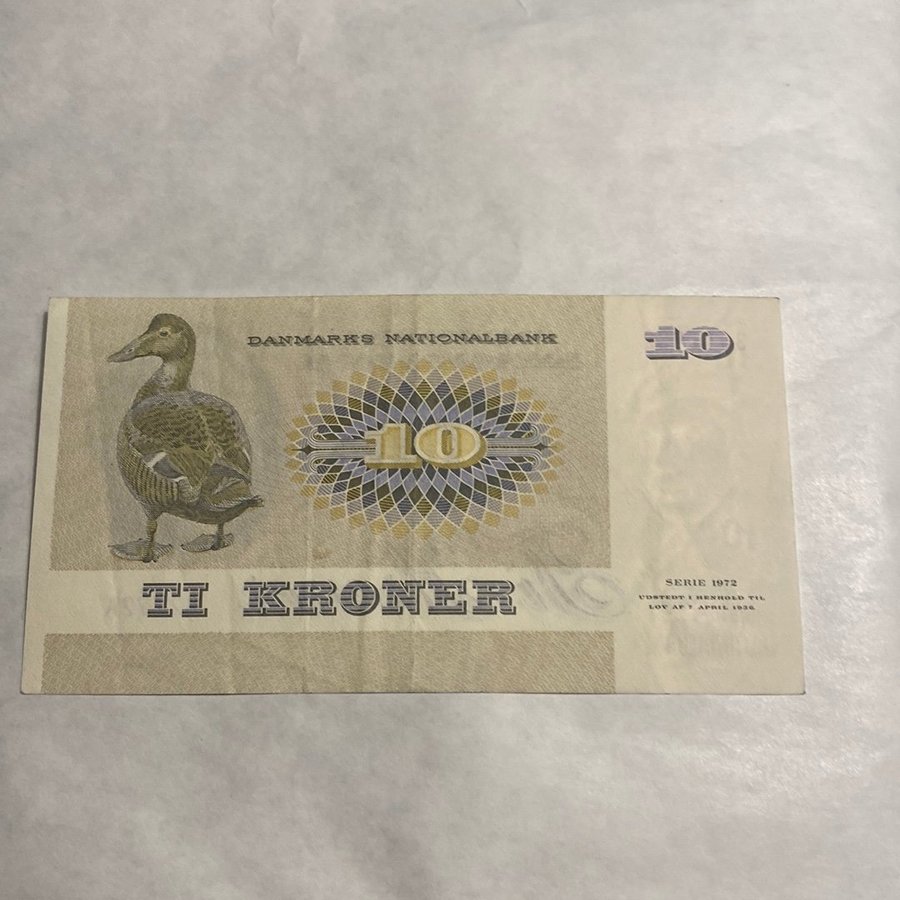 DANMARKS NATIONALBANK
10
10
TI KRONER
SERIE 1972
UDSTEDT I HENHOLD TIL
LOV AF 7 APRIL 1936